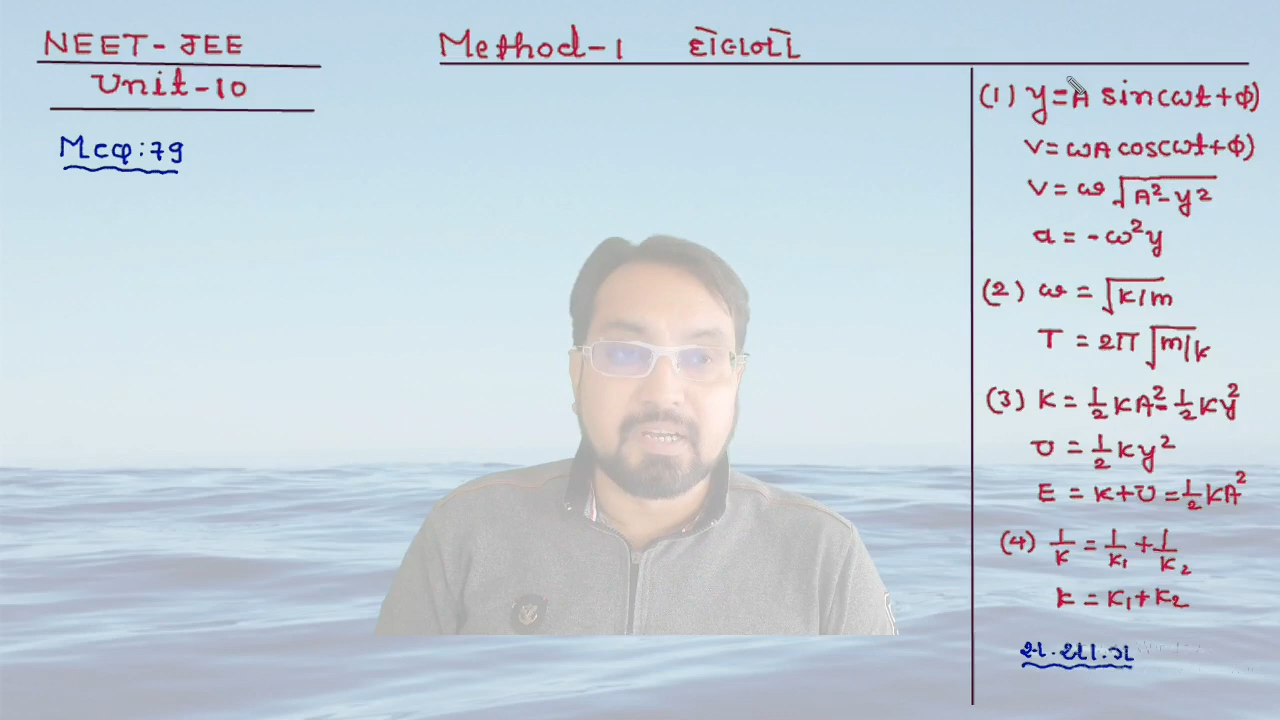 NEET-JEE
Unit-10
Mcq:79
Method-1 દોલનો
(1) y=A sin(ωt+φ)
v=ωA cos(ωt+φ)
v=ω√A²-y²
a=-ω²y
(2) ω=√k/m
T=2π√m/k
(3) K=1/2kA²-1/2ky²
U=1/2ky²
E=K+U=1/2kA²
(4) 1/k=1/k₁+1/k₂
k=k₁+k₂
સ.આ.ગ